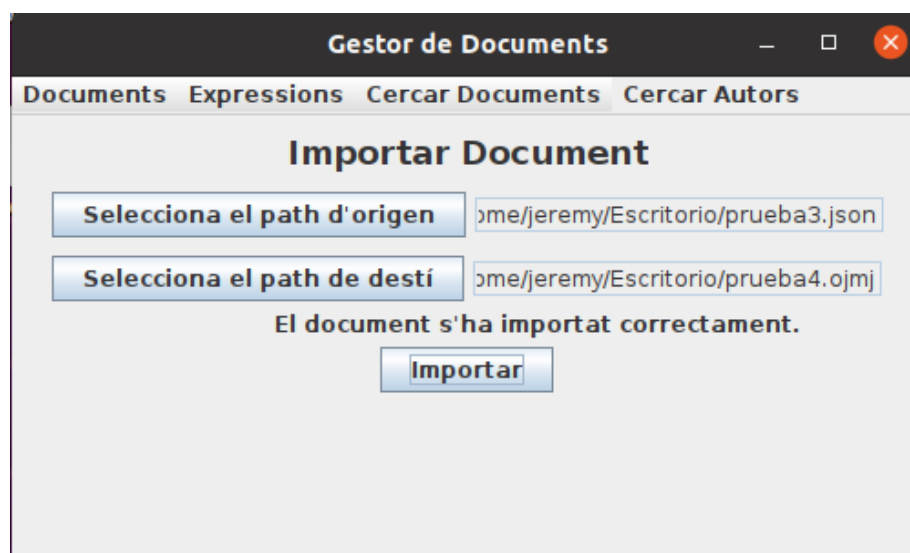 Gestor de Documents
Documents Expressions Cercar Documents Cercar Autors
Importar Document
Selecciona el path d'origen ome/jeremy/Escritorio/prueba3.json
Selecciona el path de destí ome/jeremy/Escritorio/prueba4.ojmj
El document s'ha importat correctament.
Importar